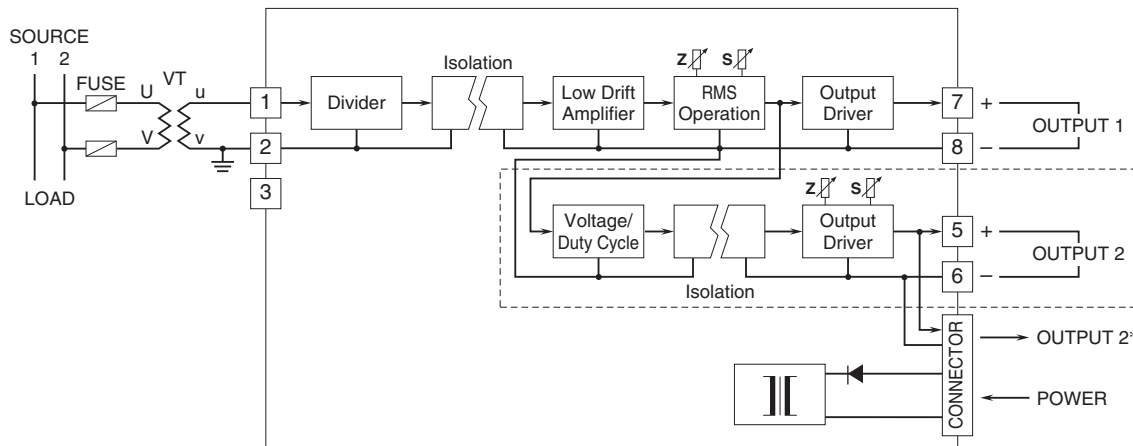 SOURCE
1 2
FUSE
VT
U
u
V
v
LOAD
1
2
3
Divider
Isolation
Low Drift
Amplifier
Z
S
RMS
Operation
Output
Driver
7
8
+
−
OUTPUT 1
Voltage/
Duty Cycle
Isolation
Z
S
Output
Driver
5
6
+
−
OUTPUT 2
CONNECTOR
OUTPUT 2*
POWER